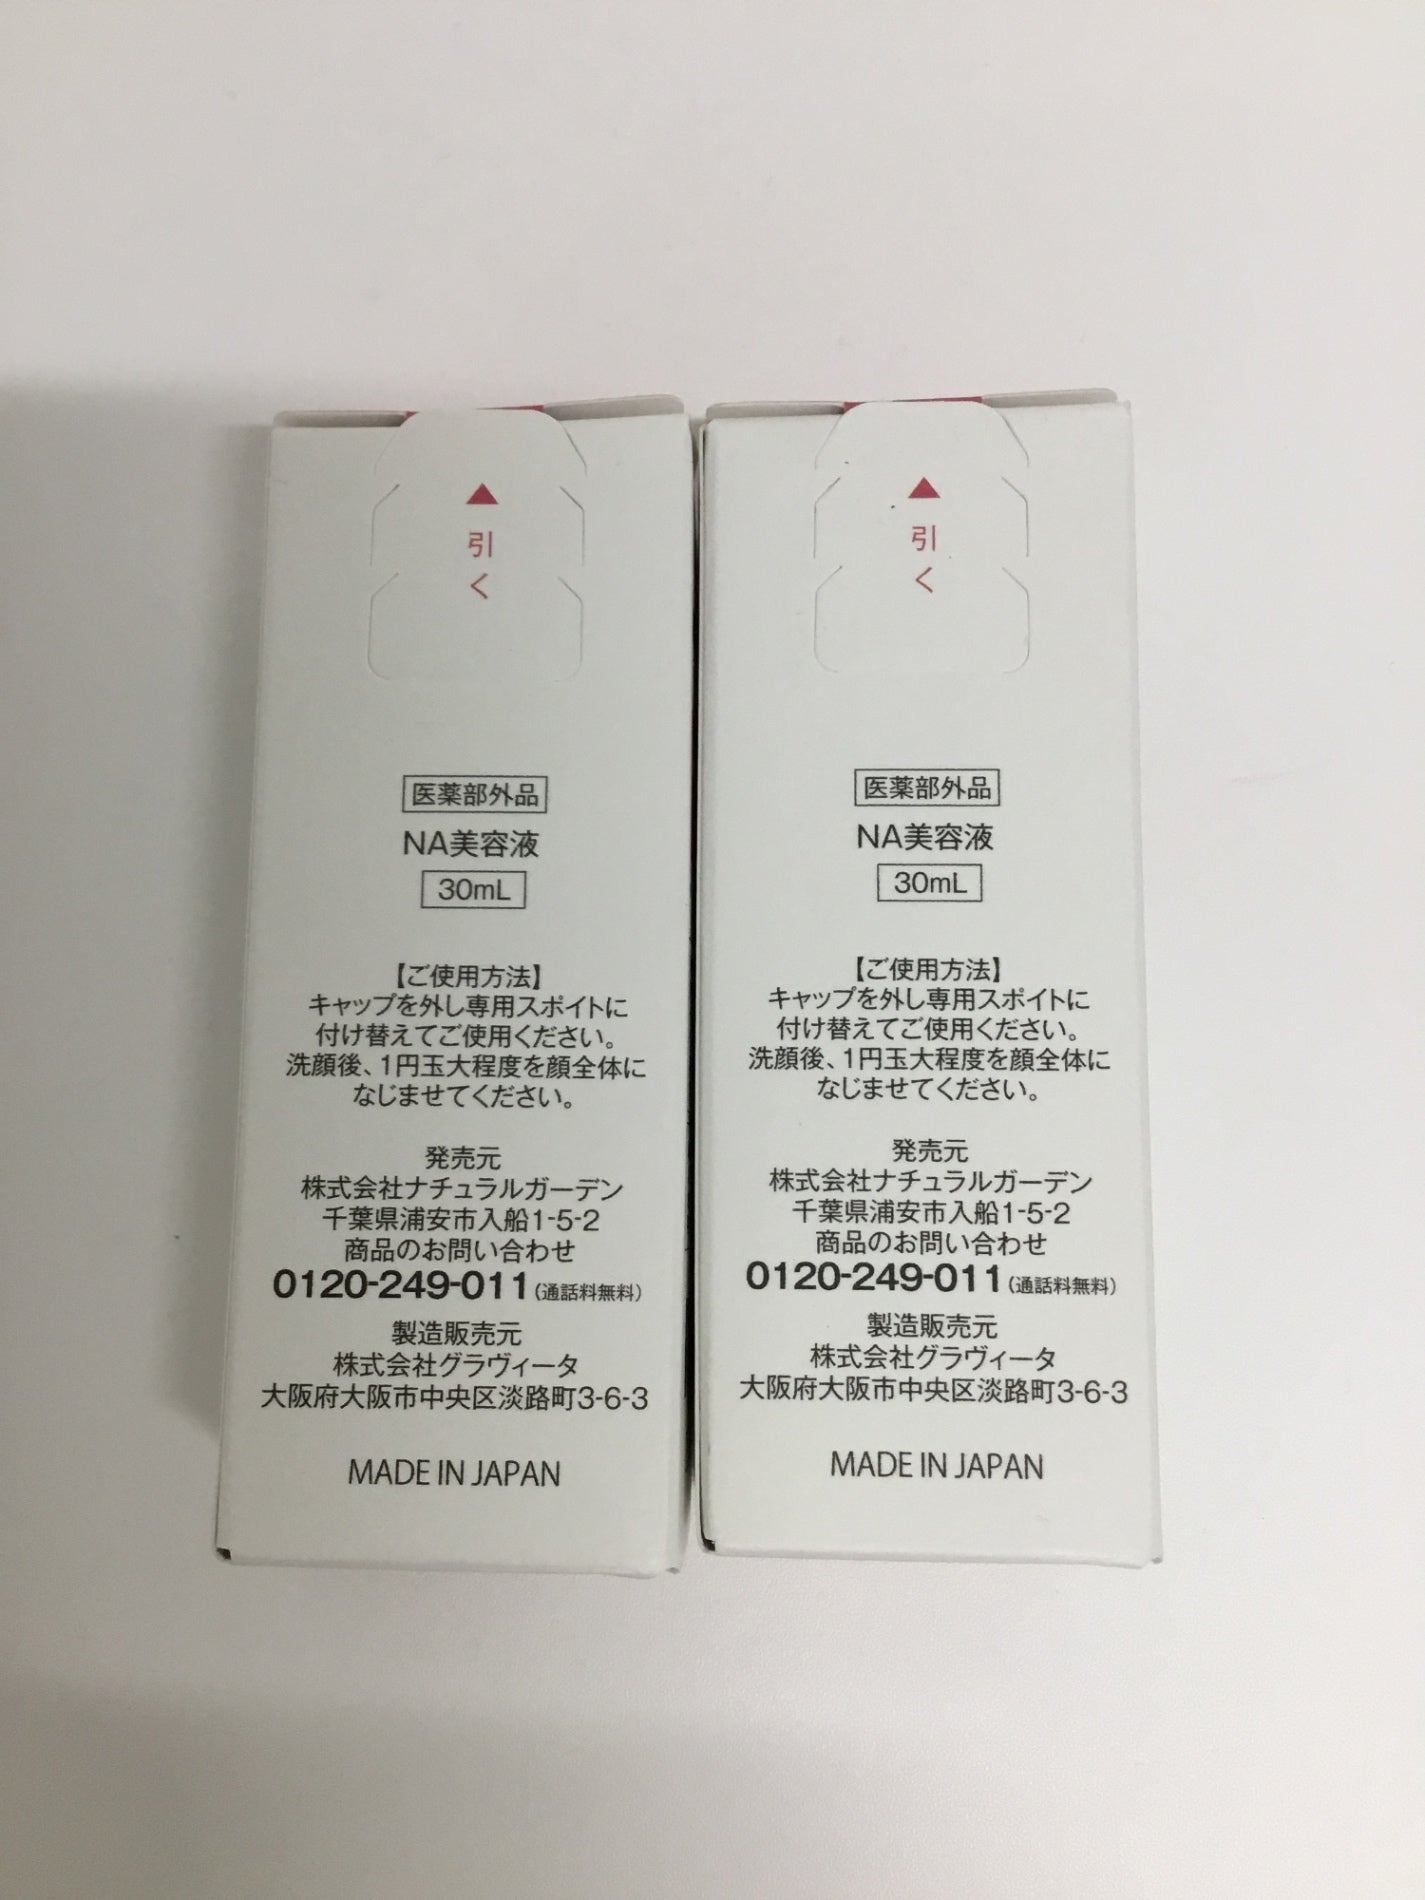 ▲
引
く
医薬部外品
NA美容液
30mL
【ご使用方法】
キャップを外し専用スポイトに
付け替えてご使用ください。
洗顔後、1円玉大程度を顔全体に
なじませてください。
発売元
株式会社ナチュラルガーデン
千葉県浦安市入船1-5-2
商品のお問い合わせ
0120-249-011(通話料無料)
製造販売元
株式会社グラヴィータ
大阪府大阪市中央区淡路町3-6-3
MADE IN JAPAN
▲
引
く
医薬部外品
NA美容液
30mL
【ご使用方法】
キャップを外し専用スポイトに
付け替えてご使用ください。
洗顔後、1円玉大程度を顔全体に
なじませてください。
発売元
株式会社ナチュラルガーデン
千葉県浦安市入船1-5-2
商品のお問い合わせ
0120-249-011(通話料無料)
製造販売元
株式会社グラヴィータ
大阪府大阪市中央区淡路町3-6-3
MADE IN JAPAN